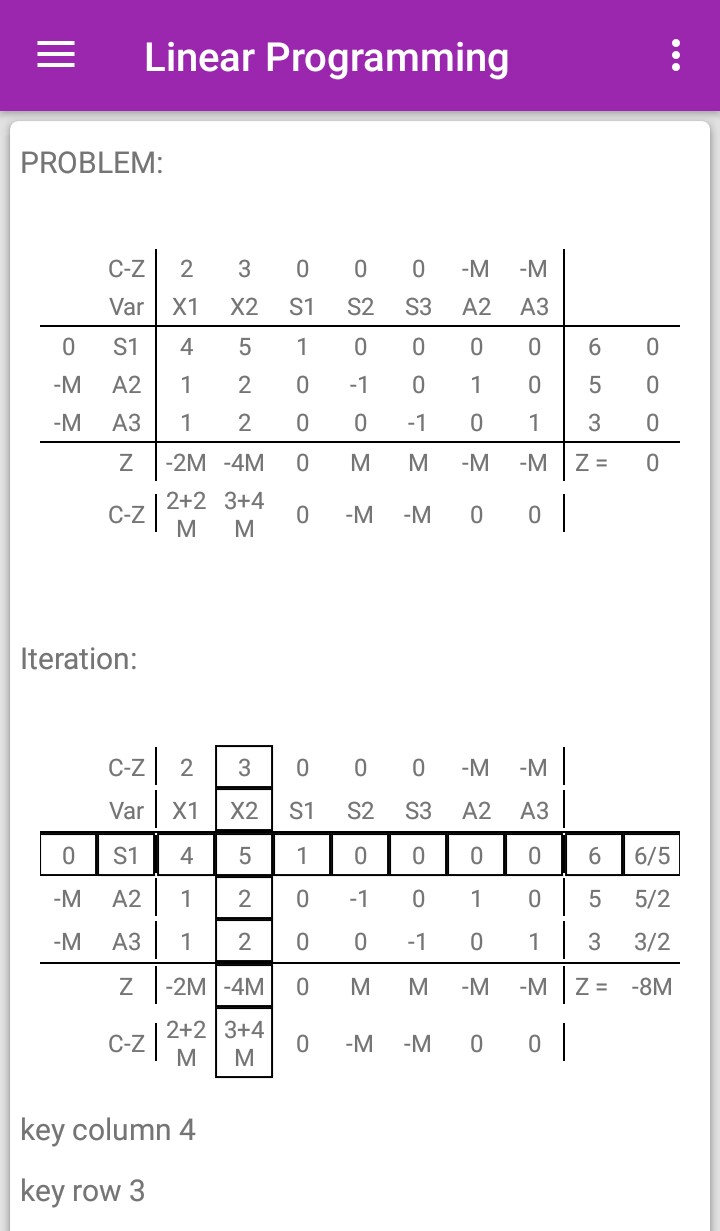 Linear Programming
PROBLEM:
C-Z 2 3 0 0 0 -M -M
Var X1 X2 S1 S2 S3 A2 A3
0 S1 4 5 1 0 0 0 0 6 0
-M A2 1 2 0 -1 0 1 0 5 0
-M A3 1 2 0 0 -1 0 1 3 0
Z -2M -4M 0 M M -M -M Z = 0
C-Z 2+2M 3+4M 0 -M -M 0 0
Iteration:
C-Z 2 3 0 0 0 -M -M
Var X1 X2 S1 S2 S3 A2 A3
0 S1 4 5 1 0 0 0 0 6 6/5
-M A2 1 2 0 -1 0 1 0 5 5/2
-M A3 1 2 0 0 -1 0 1 3 3/2
Z -2M -4M 0 M M -M -M Z = -8M
C-Z 2+2M 3+4M 0 -M -M 0 0
key column 4
key row 3